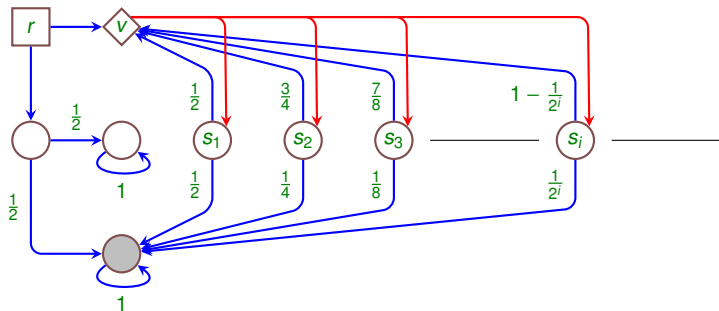 r v
1/2 3/4 7/8 1 − 1/2^i
1/2 s₁ s₂ s₃ sᵢ
1 1/2 1/4 1/8 1/2^i
1/2
1